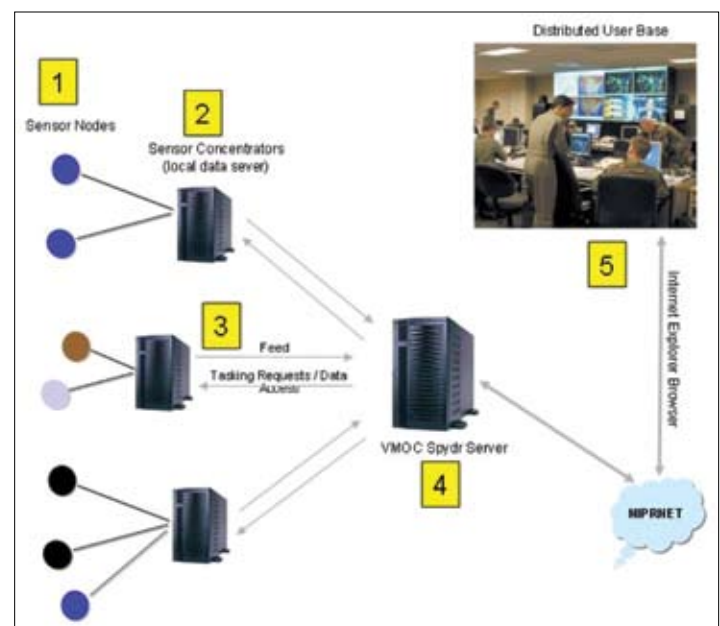 Distributed User Base
1
Sensor Nodes
2
Sensor Concentrators
(local data sever)
3
Feed
Tasking Requests / Data
Access
VMOC Spydr Server
4
5
Internet Explorer Browser
NIPRNET